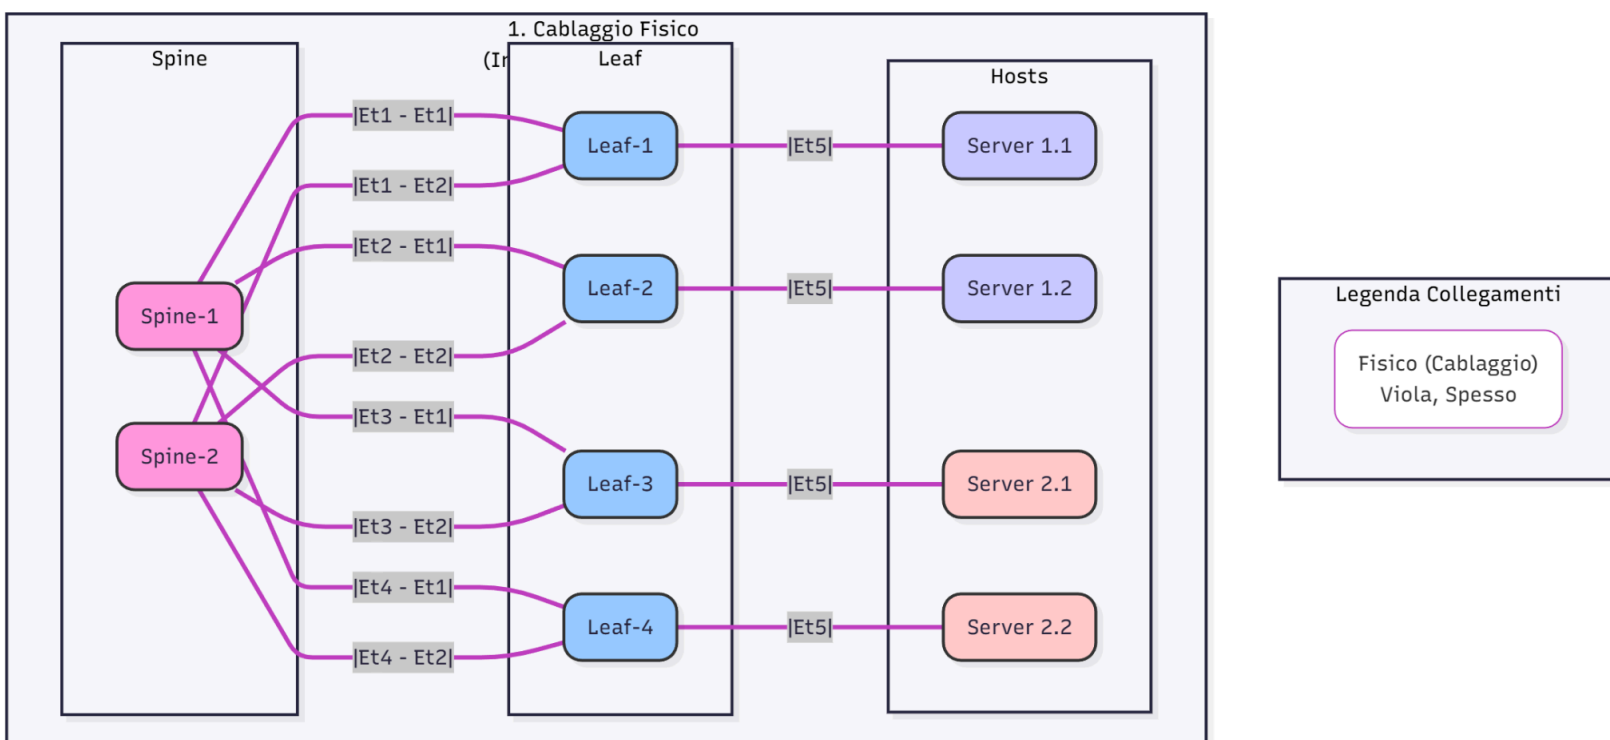 1. Cablaggio Fisico
(Ir
Spine
Leaf
Hosts
|Et1 - Et1|
|Et1 - Et2|
|Et2 - Et1|
|Et2 - Et2|
|Et3 - Et1|
|Et3 - Et2|
|Et4 - Et1|
|Et4 - Et2|
Spine-1
Spine-2
Leaf-1
Leaf-2
Leaf-3
Leaf-4
|Et5|
|Et5|
|Et5|
|Et5|
Server 1.1
Server 1.2
Server 2.1
Server 2.2
Legenda Collegamenti
Fisico (Cablaggio)
Viola, Spesso